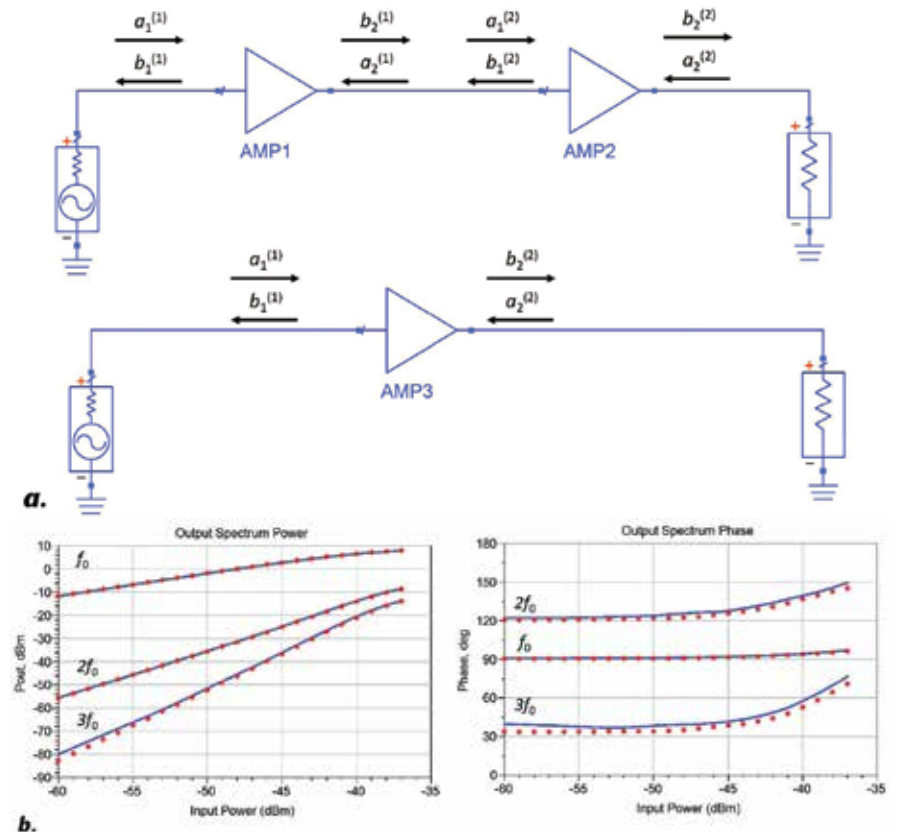 a₁⁽¹⁾ b₂⁽¹⁾ a₁⁽²⁾ b₂⁽²⁾
b₁⁽¹⁾ a₂⁽¹⁾ b₁⁽²⁾ a₂⁽²⁾
AMP1 AMP2
+ +
− −
a₁⁽¹⁾ b₂⁽²⁾
b₁⁽¹⁾ a₂⁽²⁾
AMP3
+ +
− −
a.
Output Spectrum Power
Pout, dBm
10
0
-10
-20
-30
-40
-50
-60
-70
-80
-90
f₀
2f₀
3f₀
-60 -55 -50 -45 -40 -35
Input Power (dBm)
Output Spectrum Phase
Phase, deg
180
150
120
90
60
30
0
2f₀
f₀
3f₀
-60 -55 -50 -45 -40 -35
Input Power (dBm)
b.